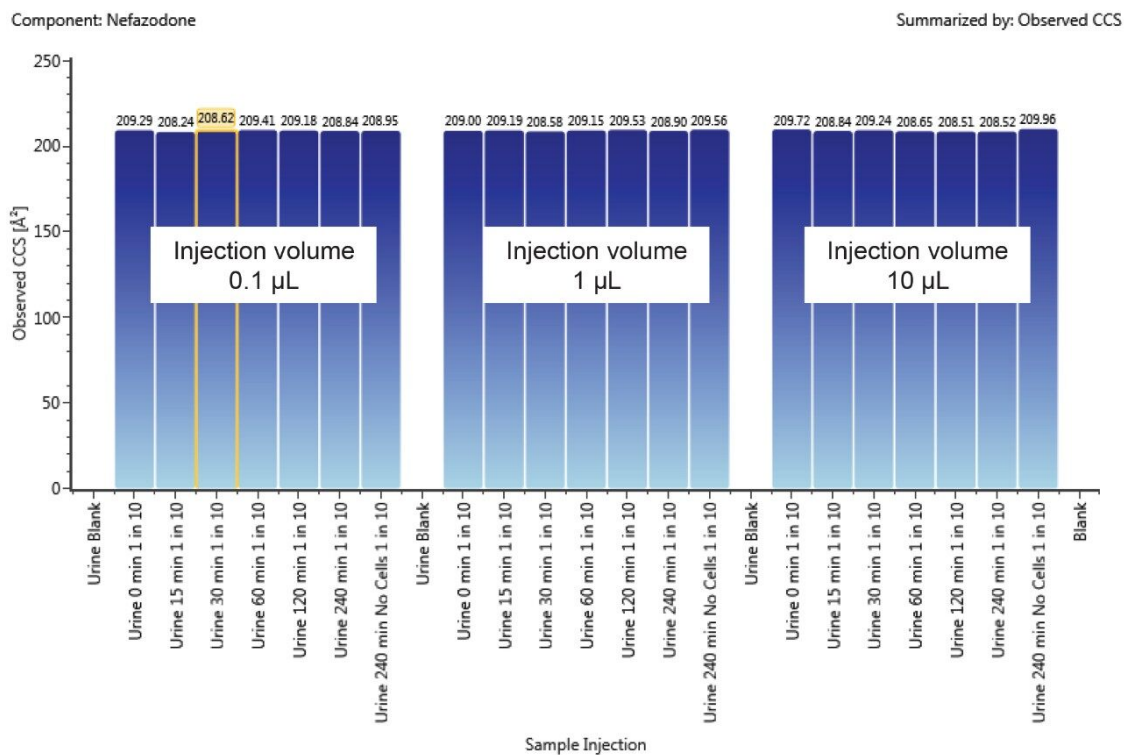 Component: Nefazodone
Summarized by: Observed CCS
Observed CCS [Å²]
250
200
150
100
50
0
209.29 208.24 208.62 209.41 209.18 208.84 208.95
209.00 209.19 208.58 209.15 209.53 208.90 209.56
209.72 208.84 209.24 208.65 208.51 208.52 209.96
Injection volume
0.1 µL
Injection volume
1 µL
Injection volume
10 µL
Urine Blank
Urine 0 min 1 in 10
Urine 15 min 1 in 10
Urine 30 min 1 in 10
Urine 60 min 1 in 10
Urine 120 min 1 in 10
Urine 240 min 1 in 10
Urine 240 min No Cells 1 in 10
Urine Blank
Urine 0 min 1 in 10
Urine 15 min 1 in 10
Urine 30 min 1 in 10
Urine 60 min 1 in 10
Urine 120 min 1 in 10
Urine 240 min 1 in 10
Urine 240 min No Cells 1 in 10
Urine Blank
Urine 0 min 1 in 10
Urine 15 min 1 in 10
Urine 30 min 1 in 10
Urine 60 min 1 in 10
Urine 120 min 1 in 10
Urine 240 min 1 in 10
Urine 240 min No Cells 1 in 10
Blank
Sample Injection